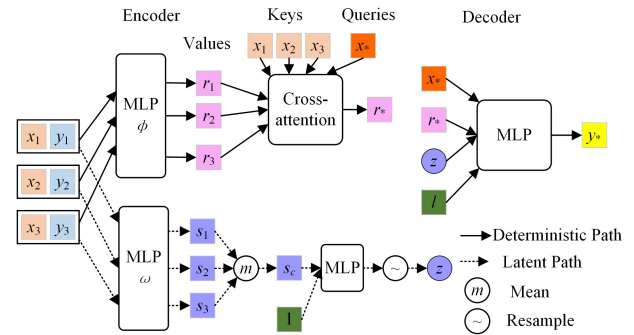 Encoder
Keys
Queries
Decoder
Values
x₁ x₂ x₃ x*
x*
MLP
ϕ
r₁
r₂
r₃
Cross-
attention
r*
r*
MLP
y*
z
l
x₁ y₁
x₂ y₂
x₃ y₃
MLP
ω
s₁
s₂
s₃
m
s_c
MLP
~
z
l
Deterministic Path
Latent Path
m Mean
~ Resample